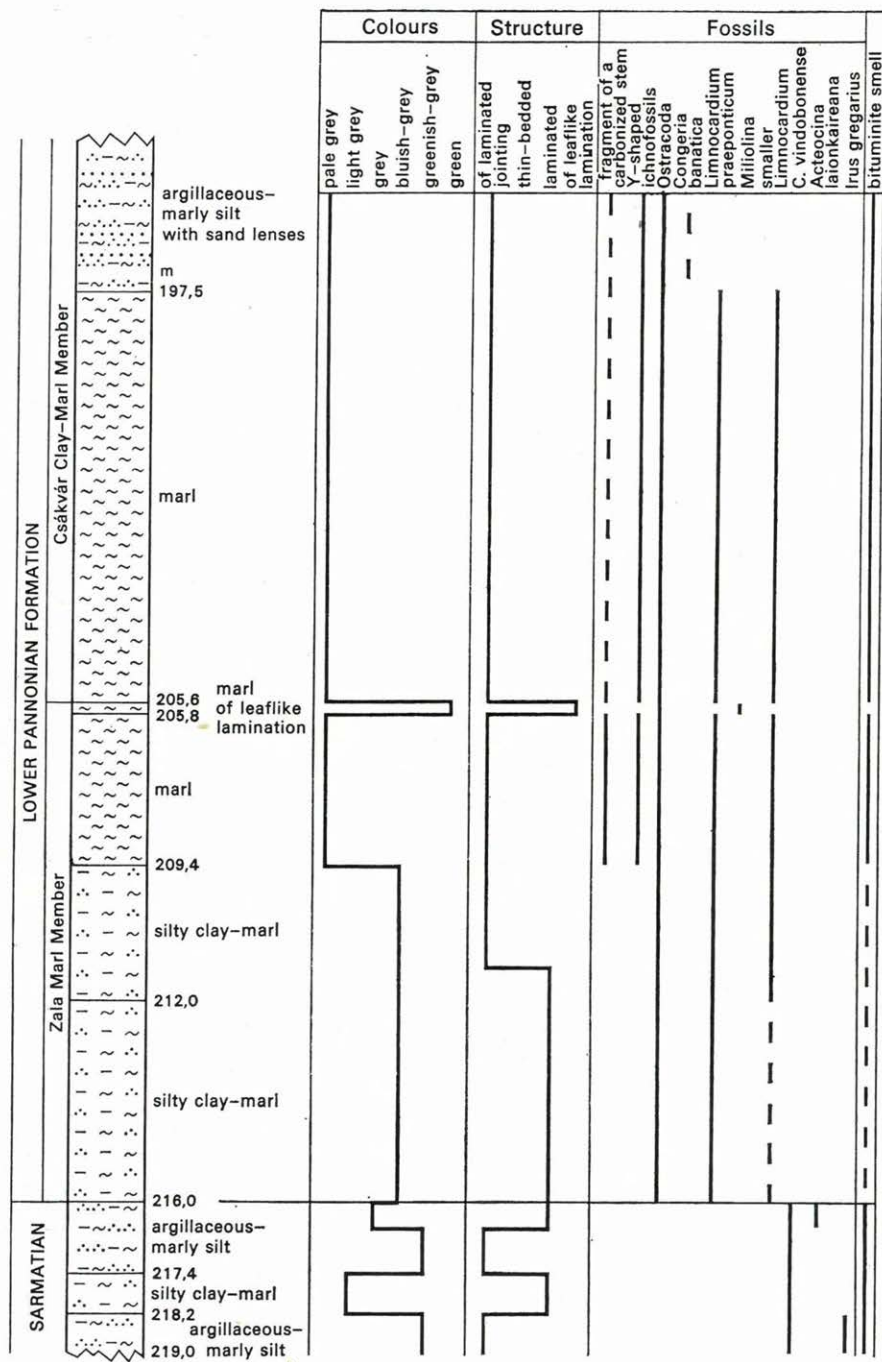 Colours
Structure
Fossils
pale grey
light grey
grey
bluish-grey
greenish-grey
green
of laminated
jointing
thin-bedded
laminated
of leaflike
lamination
fragment of a
carbonized stem
Y-shaped
ichnofossils
Ostracoda
Congeria
banatica
Limnocardium
praeponticum
Miliolina
smaller
Limnocardium
C. vindobonense
Acteocina
laionkaireana
Irus gregarius
bituminite smell
LOWER PANNONIAN FORMATION
SARMATIAN
Csákvár Clay-Marl Member
Zala Marl Member
argillaceous-
marly silt
with sand lenses
m
197,5
marl
205,6
marl
of leaflike
205,8
lamination
marl
209,4
silty clay-marl
212,0
silty clay-marl
216,0
argillaceous-
marly silt
217,4
silty clay-marl
218,2
argillaceous-
marly silt
219,0